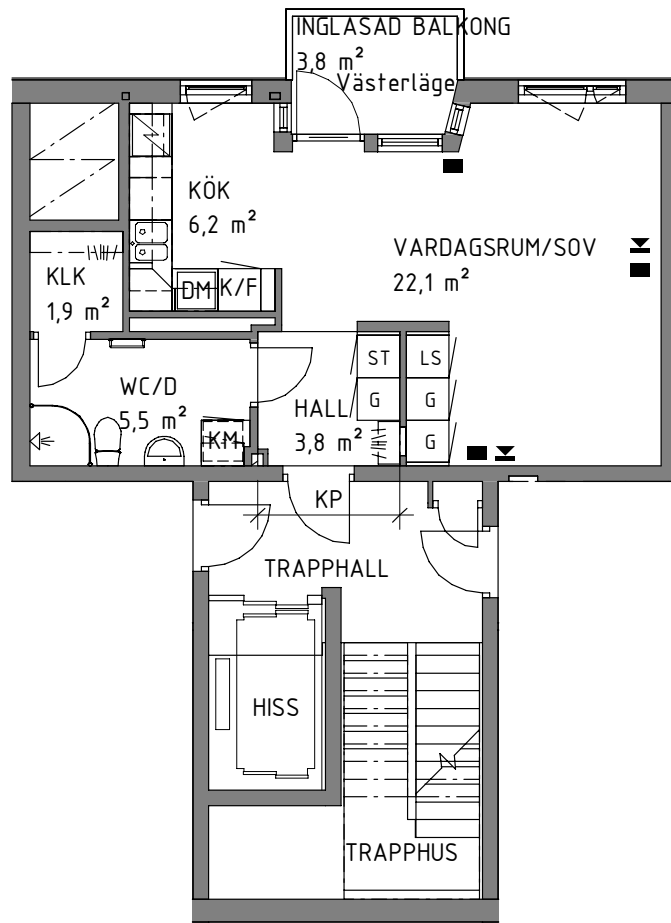 INGLASAD BALKONG
3,8 m²
Västerläge
KÖK
6,2 m²
VARDAGSRUM/SOV
22,1 m²
KLK
1,9 m²
DM
K/F
WC/D
5,5 m²
KM
HALL
3,8 m²
ST
G
LS
G
G
KP
TRAPPHALL
HISS
TRAPPHUS